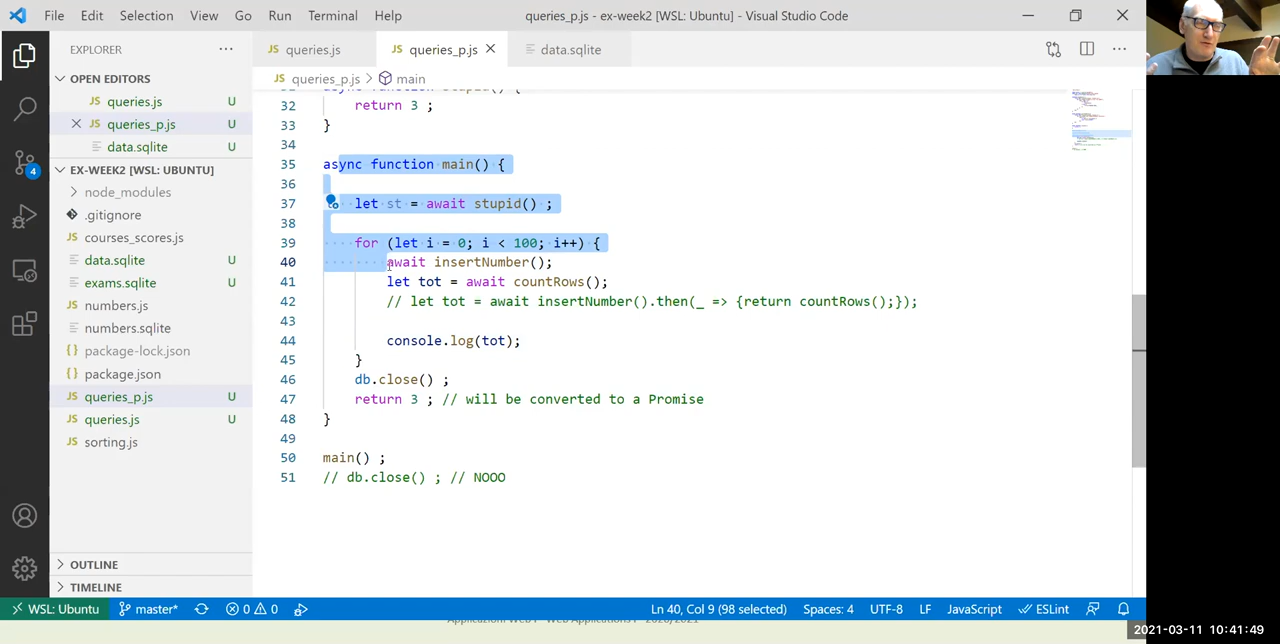 File Edit Selection View Go Run Terminal Help queries_p.js - ex-week2 [WSL: Ubuntu] - Visual Studio Code
EXPLORER
JS queries.js
JS queries_p.js
data.sqlite
OPEN EDITORS
JS queries_p.js > main
JS queries.js U
JS queries_p.js U
data.sqlite U
EX-WEEK2 [WSL: UBUNTU]
node_modules
.gitignore
JS courses_scores.js
data.sqlite U
exams.sqlite U
JS numbers.js
numbers.sqlite
{} package-lock.json
{} package.json
JS queries_p.js U
JS queries.js U
JS sorting.js
OUTLINE
TIMELINE
4
32 return 3 ;
33 }
34
35 async function main() {
36
37 let st = await stupid() ;
38
39 for (let i = 0; i < 100; i++) {
40 await insertNumber();
41 let tot = await countRows();
42 // let tot = await insertNumber().then(_ => {return countRows();});
43
44 console.log(tot);
45 }
46 db.close() ;
47 return 3 ; // will be converted to a Promise
48 }
49
50 main() ;
51 // db.close() ; // NOOO
WSL: Ubuntu master* 0 0 Ln 40, Col 9 (98 selected) Spaces: 4 UTF-8 LF JavaScript ESLint
2021-03-11 10:41:49